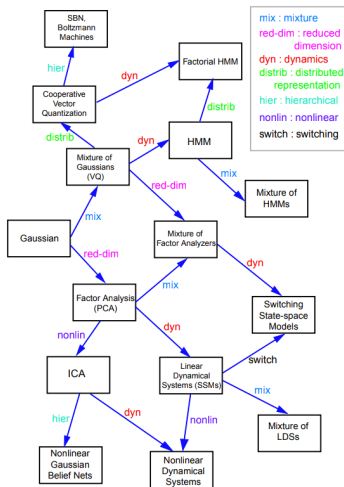 SBN,
Boltzmann
Machines
mix : mixture
red-dim : reduced
dimension
dyn : dynamics
distrib : distributed
representation
hier : hierarchical
nonlin : nonlinear
switch : switching
hier
dyn
Factorial HMM
Cooperative
Vector
Quantization
distrib
distrib
Mixture of
Gaussians
(VQ)
dyn
HMM
red-dim
mix
Mixture of
HMMs
mix
Gaussian
red-dim
Mixture of
Factor Analyzers
mix
dyn
Factor Analysis
(PCA)
Switching
State-space
Models
nonlin
dyn
switch
ICA
Linear
Dynamical
Systems (SSMs)
mix
hier
dyn
nonlin
Mixture of
LDSs
Nonlinear
Gaussian
Belief Nets
Nonlinear
Dynamical
Systems